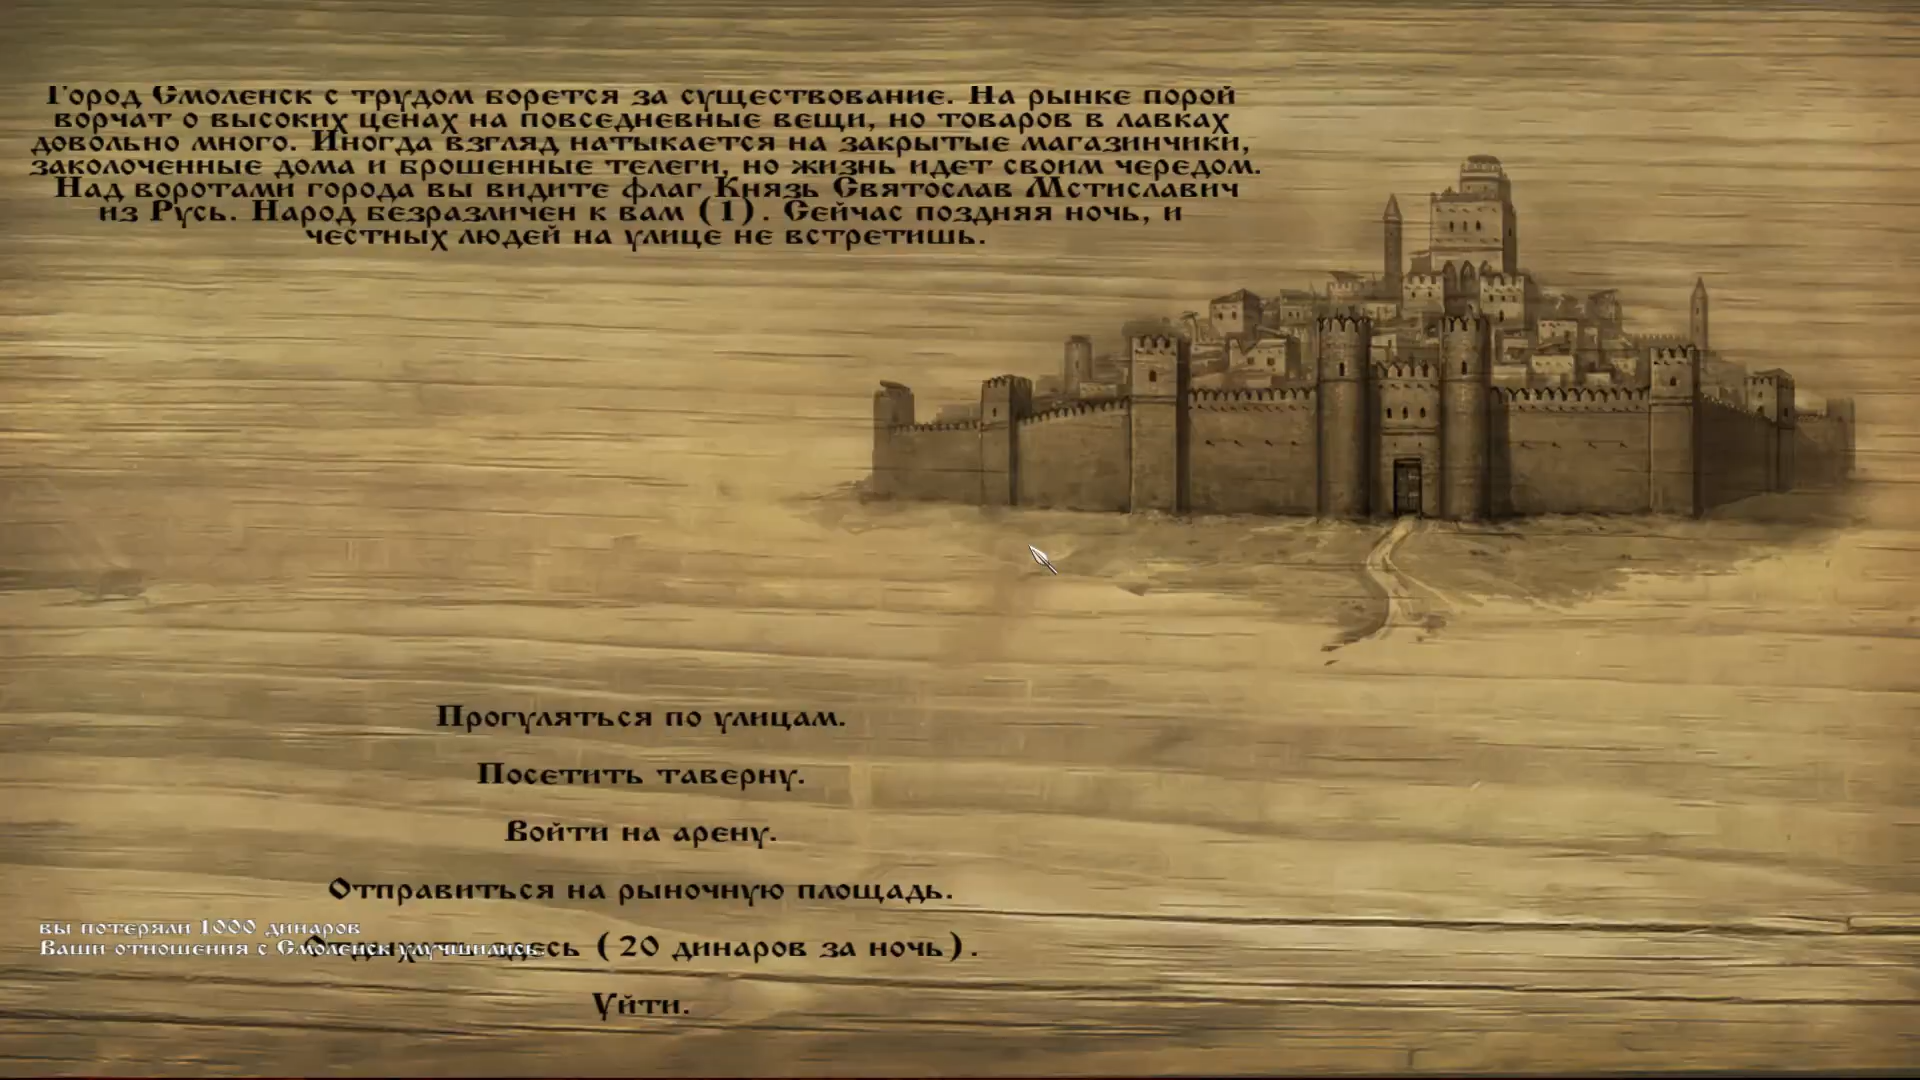 Город Смоленск с трудом борется за существование. На рынке порой
ворчат о высоких ценах на повседневные вещи, но товаров в лавках
довольно много. Иногда взгляд натыкается на закрытые магазинчики,
заколоченные дома и брошенные телеги, но жизнь идет своим чередом.
Над воротами города вы видите флаг Князь Святослав Мстиславич
из Русь. Народ безразличен к вам (1). Сейчас поздняя ночь, и
честных людей на улице не встретишь.
Прогуляться по улицам.
Посетить таверну.
Войти на арену.
Отправиться на рыночную площадь.
вы потеряли 1000 динаров
Ваши отношения с Смоленск улучшились.
(20 динаров за ночь).
Уйти.